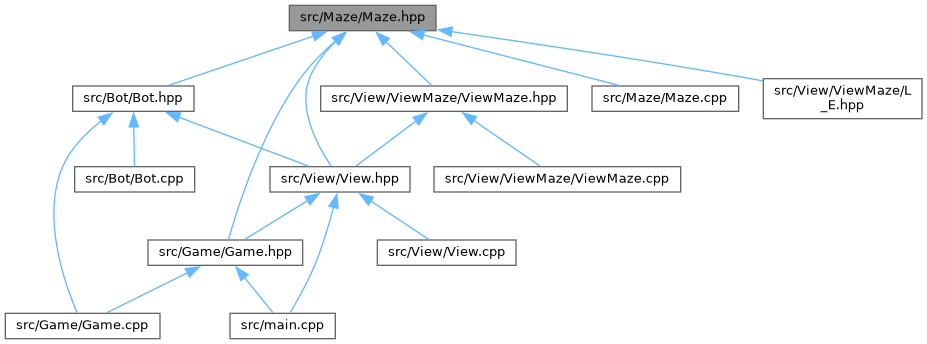 src/Maze/Maze.hpp
src/Bot/Bot.hpp
src/View/ViewMaze/ViewMaze.hpp
src/Maze/Maze.cpp
src/View/ViewMaze/L
_E.hpp
src/Bot/Bot.cpp
src/View/View.hpp
src/View/ViewMaze/ViewMaze.cpp
src/Game/Game.hpp
src/View/View.cpp
src/Game/Game.cpp
src/main.cpp